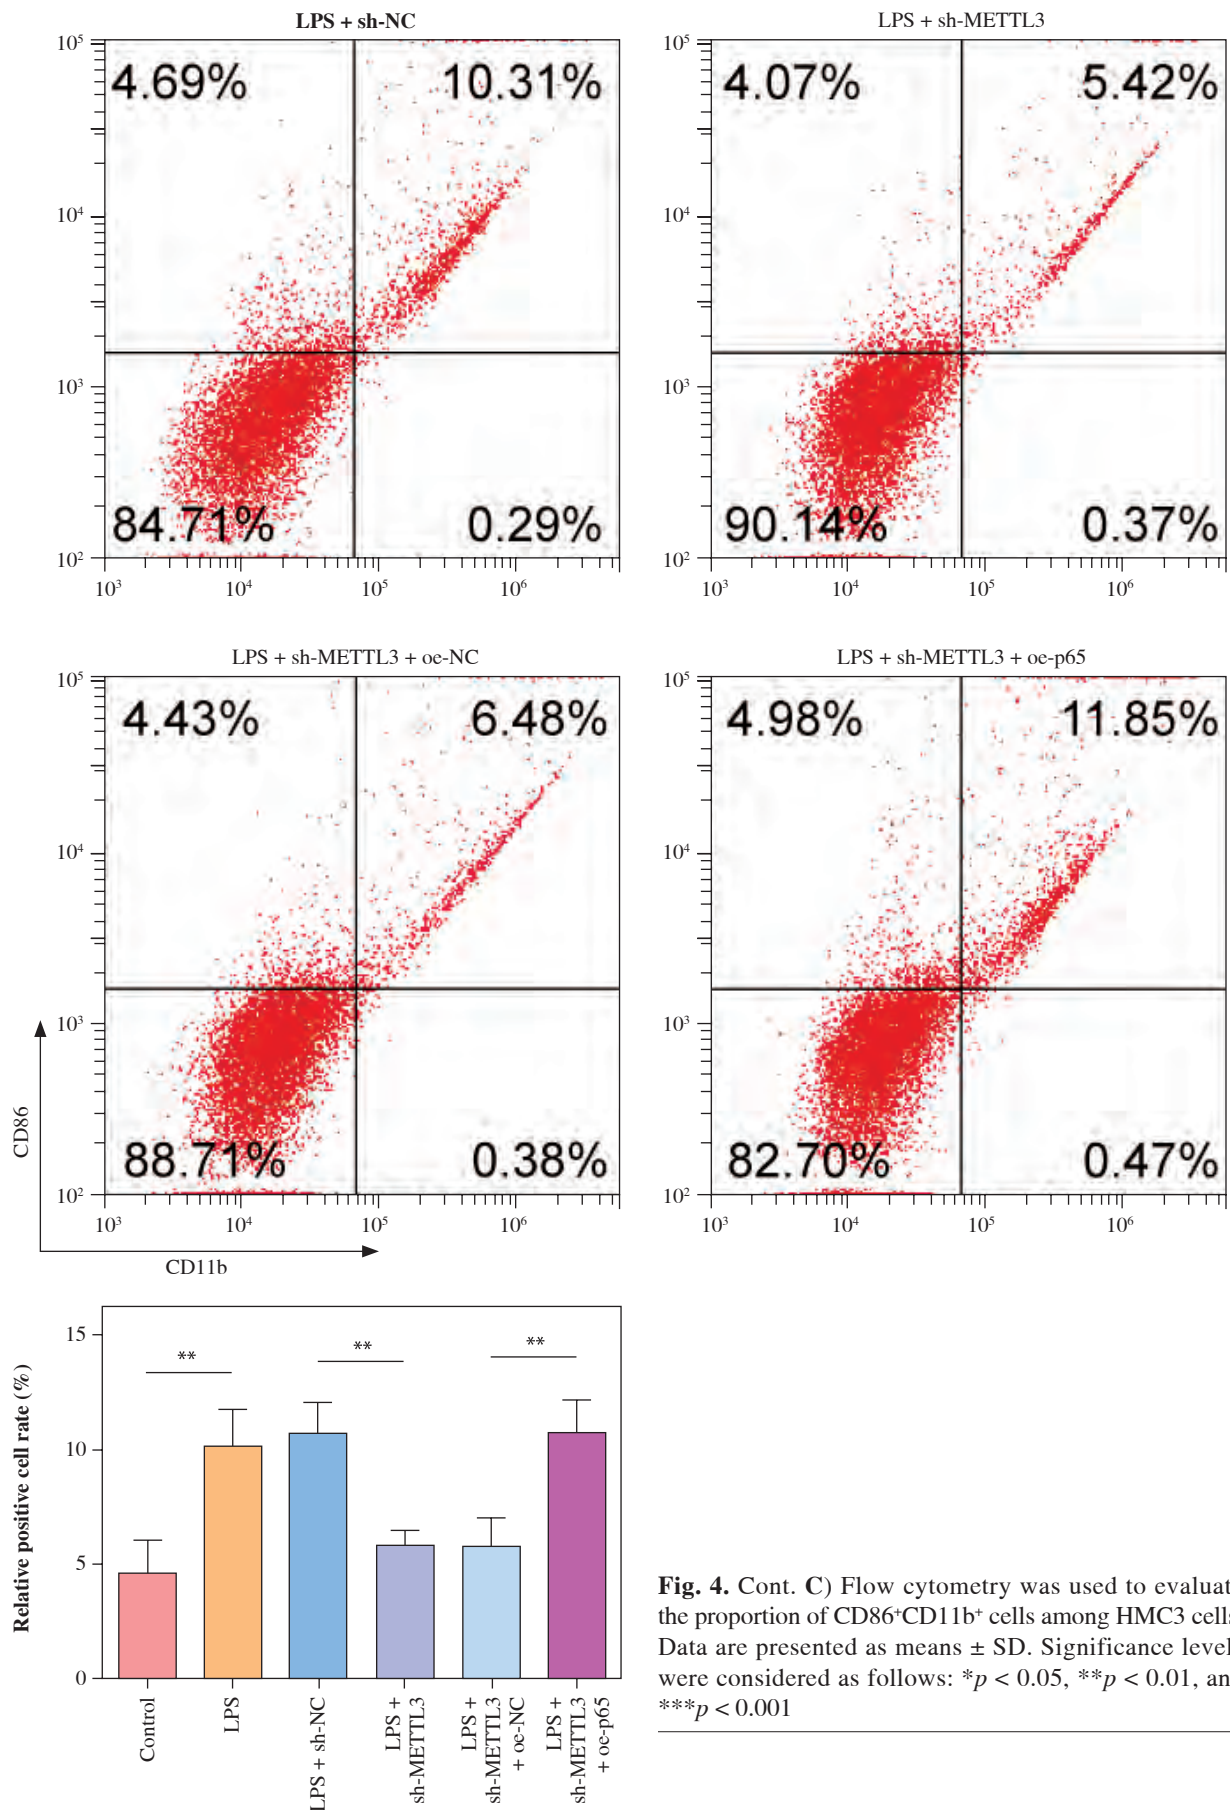 LPS + sh-NC
LPS + sh-METTL3
10⁵
4.69%
10.31%
10⁴
10³
84.71%
0.29%
10²
10³
10⁴
10⁵
10⁶
10⁵
4.07%
5.42%
10⁴
10³
90.14%
0.37%
10²
10³
10⁴
10⁵
10⁶
LPS + sh-METTL3 + oe-NC
LPS + sh-METTL3 + oe-p65
10⁵
4.43%
6.48%
10⁴
10³
88.71%
0.38%
10²
10³
10⁴
10⁵
10⁶
CD86
CD11b
10⁵
4.98%
11.85%
10⁴
10³
82.70%
0.47%
10²
10³
10⁴
10⁵
10⁶
Relative positive cell rate (%)
15
10
5
0
**
**
**
Control
LPS
LPS + sh-NC
LPS +
sh-METTL3
LPS +
sh-METTL3
+ oe-NC
LPS +
sh-METTL3
+ oe-p65
Fig. 4. Cont. C) Flow cytometry was used to evaluat
the proportion of CD86⁺CD11b⁺ cells among HMC3 cells
Data are presented as means ± SD. Significance level
were considered as follows: *p < 0.05, **p < 0.01, an
***p < 0.001